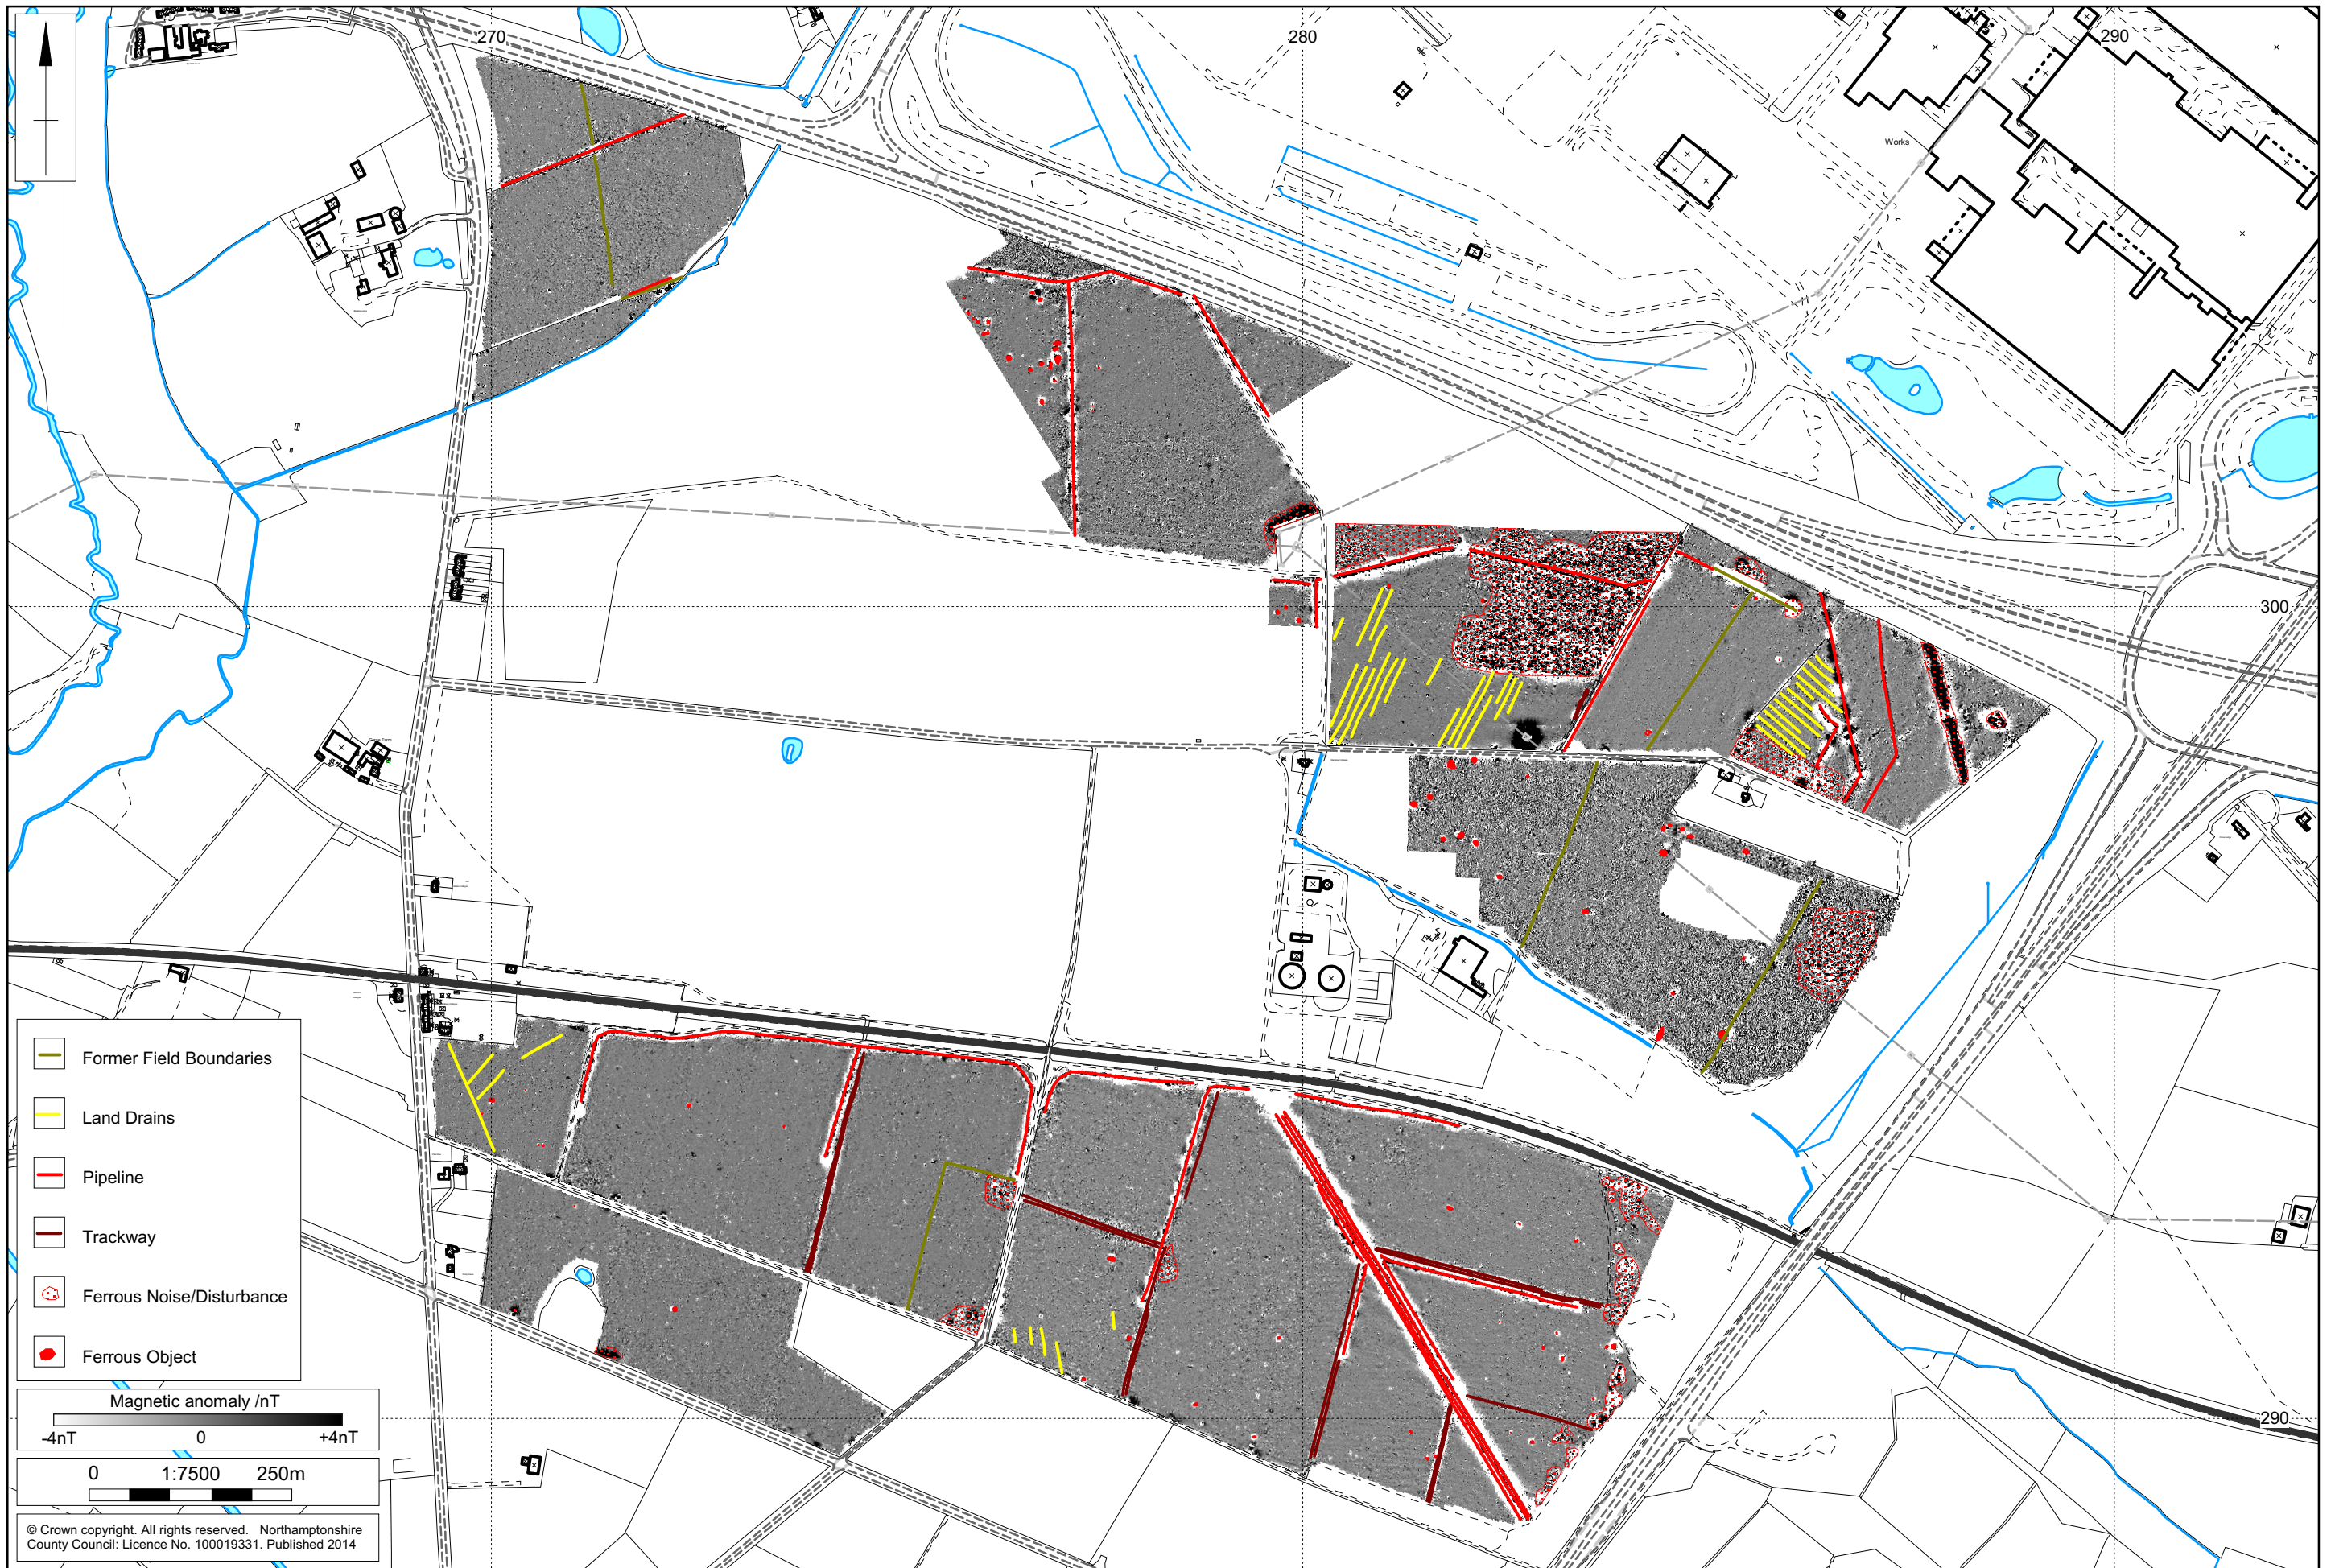 270
280
290
Works
300
Former Field Boundaries
Land Drains
Pipeline
Trackway
Ferrous Noise/Disturbance
Ferrous Object
Magnetic anomaly /nT
-4nT 0 +4nT
290
0 1:7500 250m
© Crown copyright. All rights reserved. Northamptonshire
County Council: Licence No. 100019331. Published 2014